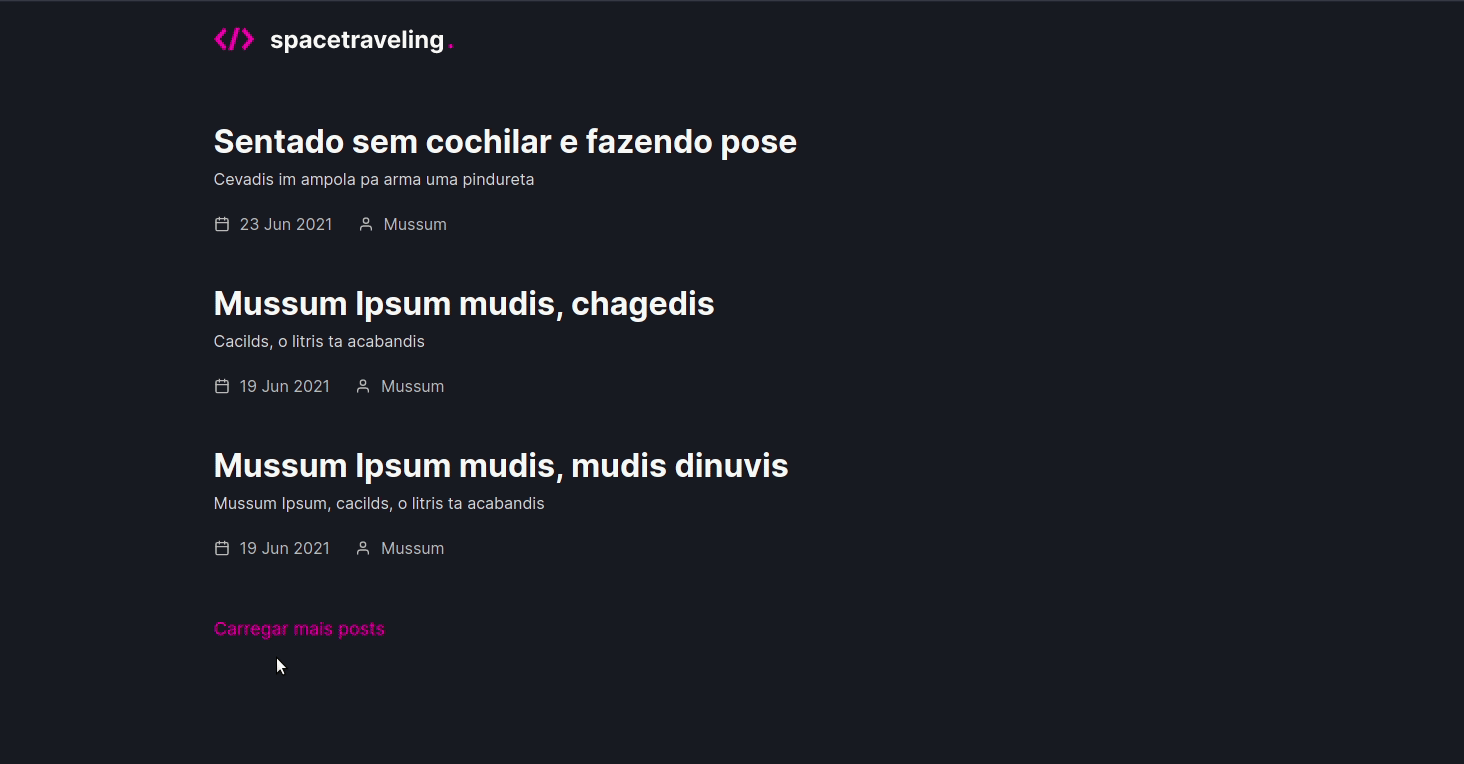 </> spacetraveling.
Sentado sem cochilar e fazendo pose
Cevadis im ampola pa arma uma pindureta
23 Jun 2021 Mussum
Mussum Ipsum mudis, chagedis
Cacilds, o litris ta acabandis
19 Jun 2021 Mussum
Mussum Ipsum mudis, mudis dinuvis
Mussum Ipsum, cacilds, o litris ta acabandis
19 Jun 2021 Mussum
Carregar mais posts